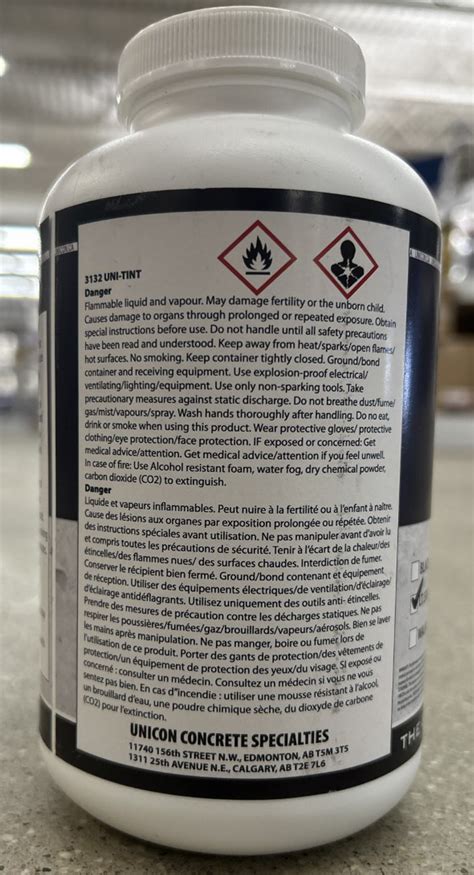 3132 UNI-TINT
Danger
Flammable liquid and vapour. May damage fertility or the unborn child.
Causes damage to organs through prolonged or repeated exposure. Obtain
special instructions before use. Do not handle until all safety precautions
have been read and understood. Keep away from heat/sparks/open flames/
hot surfaces. No smoking. Keep container tightly closed. Ground/bond
container and receiving equipment. Use explosion-proof electrical/
ventilating/lighting/equipment. Use only non-sparking tools. Take
precautionary measures against static discharge. Do not breathe dust/fume/
gas/mist/vapours/spray. Wash hands thoroughly after handling. Do no eat,
drink or smoke when using this product. Wear protective gloves/ protective
clothing/eye protection/face protection. IF exposed or concerned: Get
medical advice/attention. Get medical advice/attention if you feel unwell.
In case of fire: Use Alcohol resistant foam, water fog, dry chemical powder,
carbon dioxide (CO2) to extinguish.
Danger
Liquide et vapeurs inflammables. Peut nuire à la fertilité ou à l'enfant à naître.
Cause des lésions aux organes par exposition prolongée ou répétée. Obtenir
des instructions spéciales avant utilisation. Ne pas manipuler avant d'avoir lu
et compris toutes les précautions de sécurité. Tenir à l'écart de la chaleur/des
étincelles/des flammes nues/ des surfaces chaudes. Interdiction de fumer.
Conserver le récipient bien fermé. Ground/bond contenant et équipement
de réception. Utiliser des équipements électriques/de ventilation/d'éclairage/
d'éclairage antidéflagrants. Utilisez uniquement des outils anti- étincelles.
Prendre des mesures de précaution contre les décharges statiques. Ne pas
respirer les poussières/fumées/gaz/brouillards/vapeurs/aérosols. Bien se laver
les mains après manipulation. Ne pas manger, boire ou fumer lors de
l'utilisation de ce produit. Porter des gants de protection/des vêtements de
protection/un équipement de protection des yeux/du visage. SI exposé ou
concerné : consulter un médecin. Consultez un médecin si vous ne vous
sentez pas bien. En cas d"incendie : utiliser une mousse résistant à l'alcool,
un brouillard d'eau, une poudre chimique sèche, du dioxyde de carbone
(CO2) pour l'extinction.
UNICON CONCRETE SPECIALTIES
11740 156th STREET N.W., EDMONTON, AB T5M 3T5
1311 25th AVENUE N.E., CALGARY, AB T2E 7L6
THE